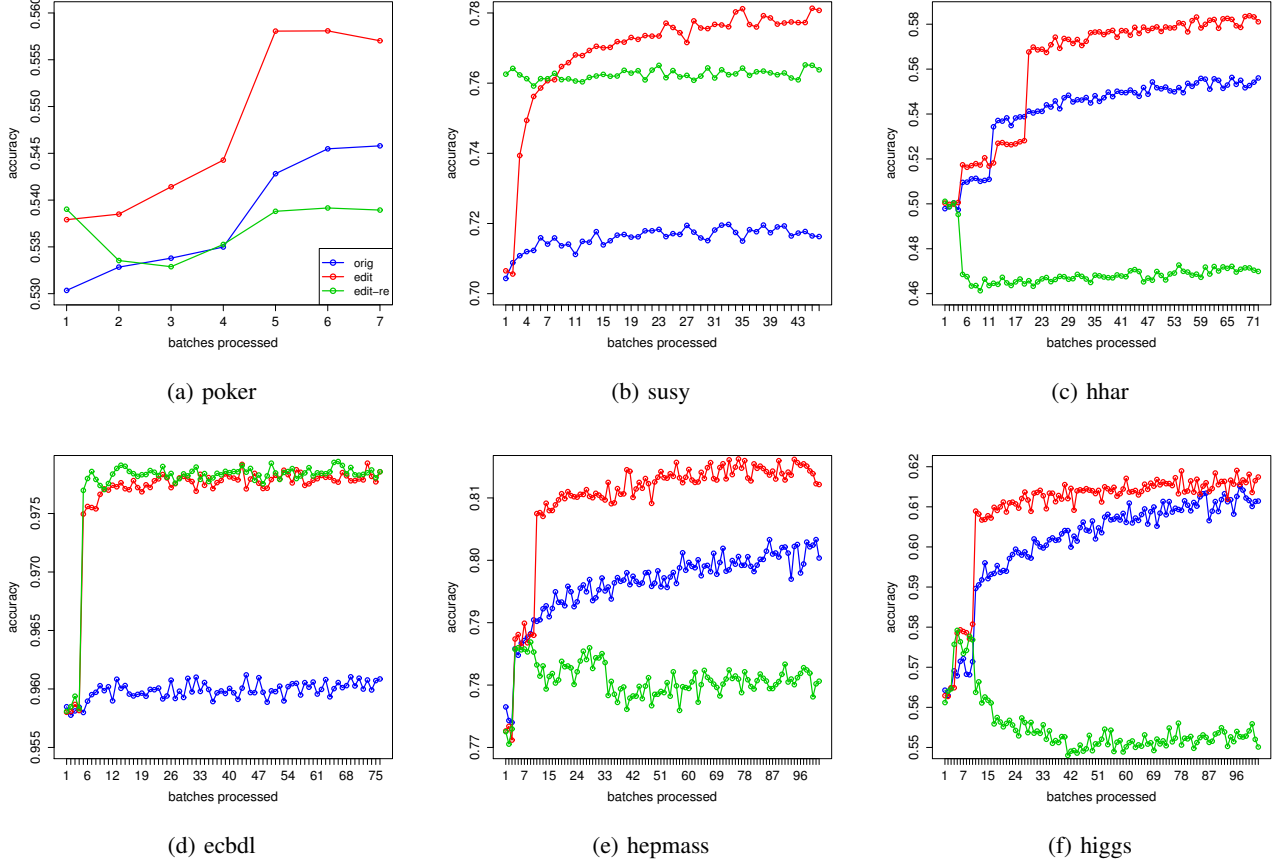 0.560
0.555
0.550
0.545
0.540
0.535
0.530
accuracy
orig
edit
edit-re
1 2 3 4 5 6 7
batches processed
(a) poker
0.78
0.76
0.74
0.72
0.70
accuracy
1 4 7 11 15 19 23 27 31 35 39 43
batches processed
(b) susy
0.58
0.56
0.54
0.52
0.50
0.48
0.46
accuracy
1 6 11 17 23 29 35 41 47 53 59 65 71
batches processed
(c) hhar
0.975
0.970
0.965
0.960
0.955
accuracy
1 6 12 19 26 33 40 47 54 61 68 75
batches processed
(d) ecbdl
0.81
0.80
0.79
0.78
0.77
accuracy
1 7 15 24 33 42 51 60 69 78 87 96
batches processed
(e) hepmass
0.62
0.61
0.60
0.59
0.58
0.57
0.56
0.55
accuracy
1 7 15 24 33 42 51 60 69 78 87 96
batches processed
(f) higgs